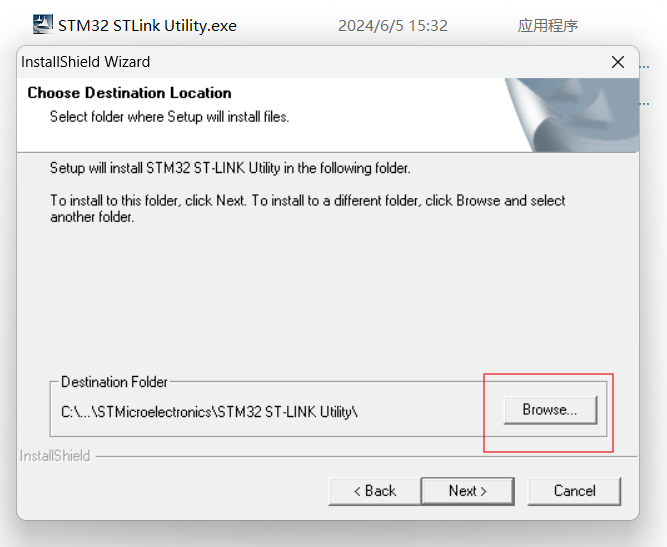 STM32 STLink Utility.exe 2024/6/5 15:32 应用程序
InstallShield Wizard
Choose Destination Location
Select folder where Setup will install files.
Setup will install STM32 ST-LINK Utility in the following folder.
To install to this folder, click Next. To install to a different folder, click Browse and select
another folder.
Destination Folder
C:\...\STMicroelectronics\STM32 ST-LINK Utility\
Browse...
InstallShield
< Back
Next >
Cancel